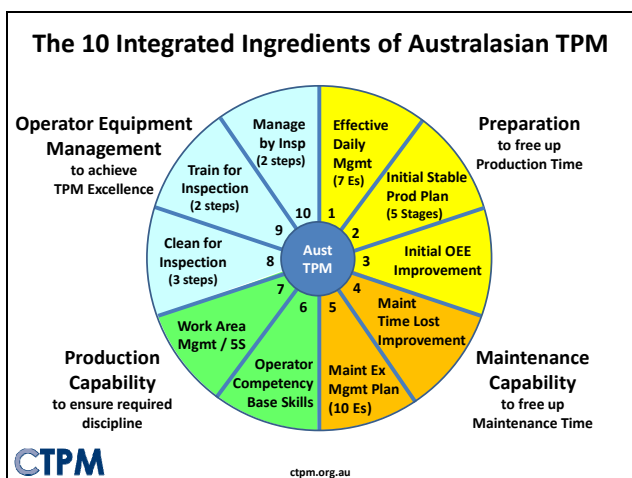 The 10 Integrated Ingredients of Australasian TPM
Operator Equipment
Management
to achieve
TPM Excellence
Preparation
to free up
Production Time
Effective
Daily
Mgmt
(7 Es)
1
Initial Stable
Prod Plan
(5 Stages)
2
Initial OEE
Improvement
3
Maint
Time Lost
Improvement
4
Maint Ex
Mgmt Plan
(10 Es)
5
Operator
Competency
Base Skills
6
Work Area
Mgmt / 5S
7
Clean for
Inspection
(3 steps)
8
Train for
Inspection
(2 steps)
9
Manage
by Insp
(2 steps)
10
Aust
TPM
Production
Capability
to ensure required
discipline
Maintenance
Capability
to free up
Maintenance Time
CTPM
ctpm.org.au